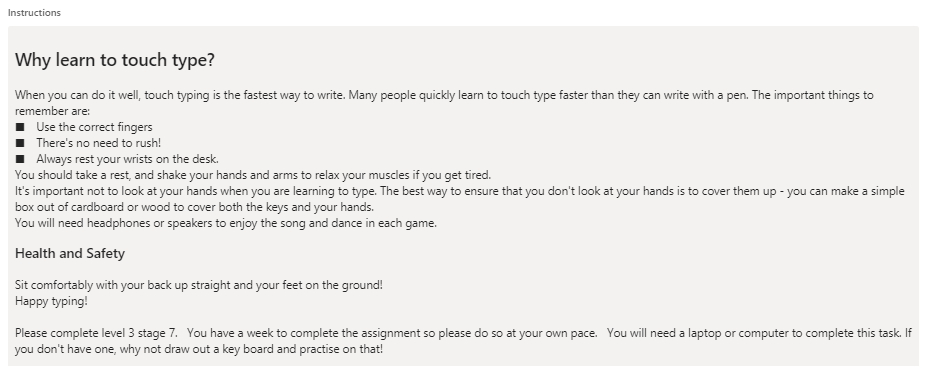 Instructions
Why learn to touch type?
When you can do it well, touch typing is the fastest way to write. Many people quickly learn to touch type faster than they can write with a pen. The important things to
remember are:
■ Use the correct fingers
■ There's no need to rush!
■ Always rest your wrists on the desk.
You should take a rest, and shake your hands and arms to relax your muscles if you get tired.
It's important not to look at your hands when you are learning to type. The best way to ensure that you don't look at your hands is to cover them up - you can make a simple
box out of cardboard or wood to cover both the keys and your hands.
You will need headphones or speakers to enjoy the song and dance in each game.
Health and Safety
Sit comfortably with your back up straight and your feet on the ground!
Happy typing!
Please complete level 3 stage 7. You have a week to complete the assignment so please do so at your own pace. You will need a laptop or computer to complete this task. If
you don't have one, why not draw out a key board and practise on that!